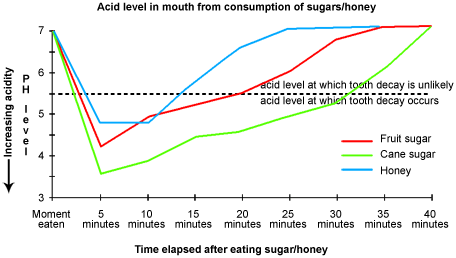 Acid level in mouth from consumption of sugars/honey
Increasing acidity
PH level
7
6
5
4
3
acid level at which tooth decay is unlikely
acid level at which tooth decay occurs
Fruit sugar
Cane sugar
Honey
Moment eaten
5 minutes
10 minutes
15 minutes
20 minutes
25 minutes
30 minutes
35 minutes
40 minutes
Time elapsed after eating sugar/honey